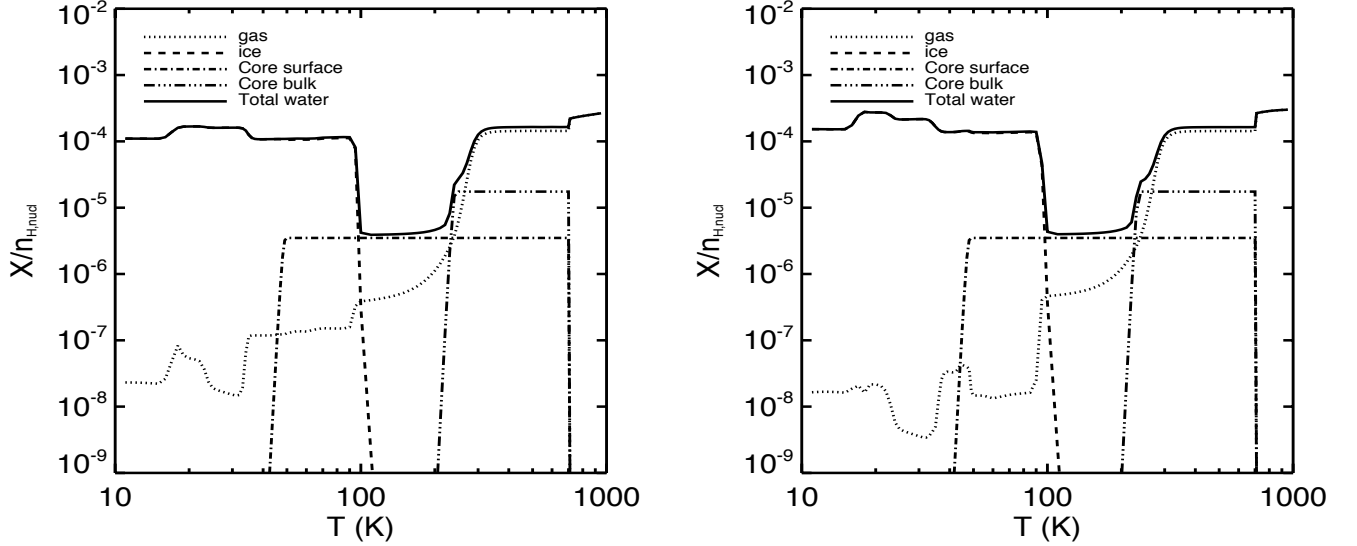 10⁻²
10⁻³
10⁻⁴
10⁻⁵
10⁻⁶
10⁻⁷
10⁻⁸
10⁻⁹
X/n_H,nud
gas
ice
Core surface
Core bulk
Total water
10 100 1000
T (K)
10⁻²
10⁻³
10⁻⁴
10⁻⁵
10⁻⁶
10⁻⁷
10⁻⁸
10⁻⁹
X/n_H,nud
gas
ice
Core surface
Core bulk
Total water
10 100 1000
T (K)